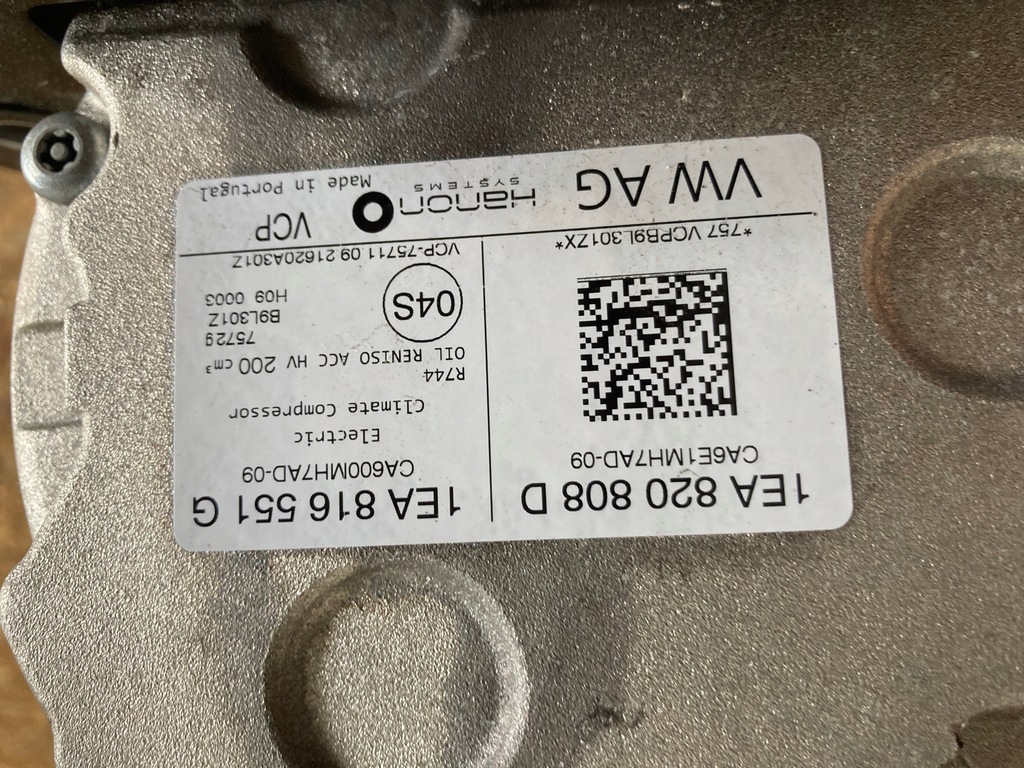 1EA 820 808 D
CA6E1MH7AD-09
*757 VCPB9L301ZX*
1EA 816 551 G
CA600MH7AD-09
Electric
Climate Compressor
R744
OIL RENISO ACC HV 200 cm³
04S
75729
B9L301Z
H09 0003
VCP-75711 09 21620A301Z
VW AG
Hanon
SYSTEMS
VCP
Made in Portugal